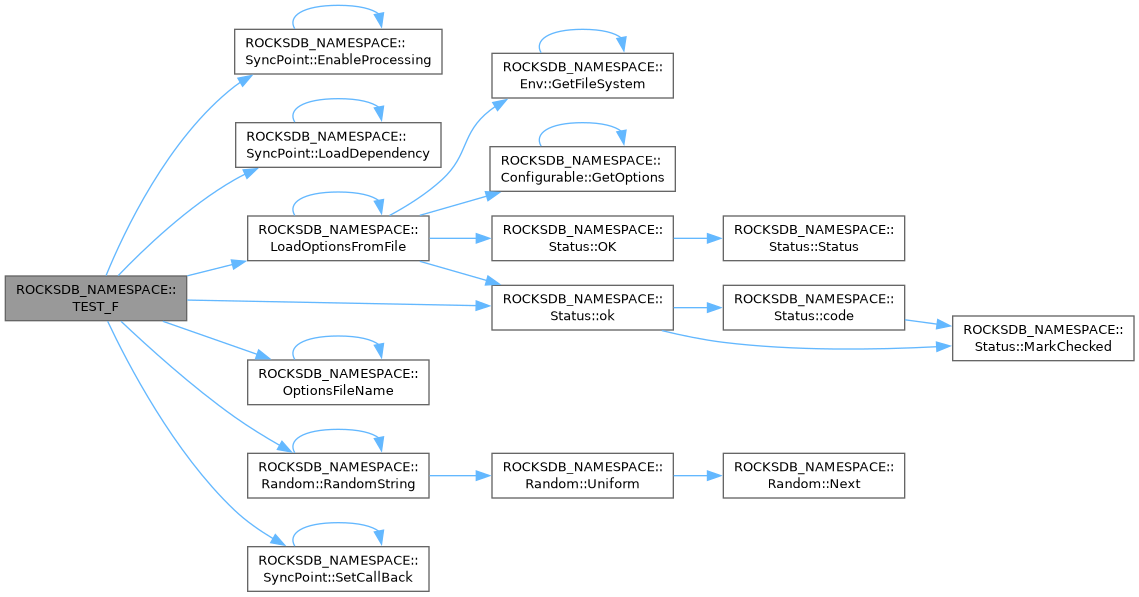 ROCKSDB_NAMESPACE::
SyncPoint::EnableProcessing
ROCKSDB_NAMESPACE::
Env::GetFileSystem
ROCKSDB_NAMESPACE::
SyncPoint::LoadDependency
ROCKSDB_NAMESPACE::
Configurable::GetOptions
ROCKSDB_NAMESPACE::
LoadOptionsFromFile
ROCKSDB_NAMESPACE::
Status::OK
ROCKSDB_NAMESPACE::
Status::Status
ROCKSDB_NAMESPACE::
TEST_F
ROCKSDB_NAMESPACE::
Status::ok
ROCKSDB_NAMESPACE::
Status::code
ROCKSDB_NAMESPACE::
Status::MarkChecked
ROCKSDB_NAMESPACE::
OptionsFileName
ROCKSDB_NAMESPACE::
Random::RandomString
ROCKSDB_NAMESPACE::
Random::Uniform
ROCKSDB_NAMESPACE::
Random::Next
ROCKSDB_NAMESPACE::
SyncPoint::SetCallBack